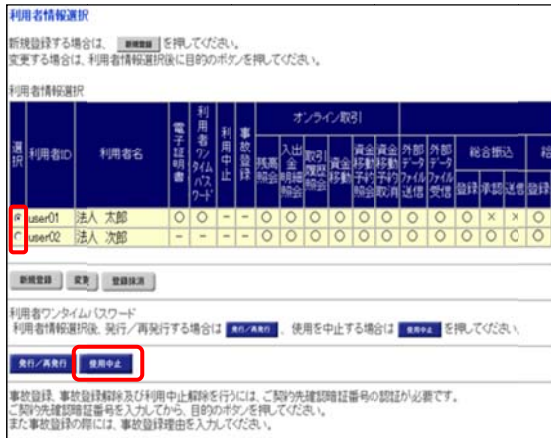 利用者情報選択
新規登録する場合は、 新規登録 を押してください。
変更する場合は、利用者情報選択後に目的のボタンを押してください。
利用者情報選択
選択 利用者ID 利用者名 電子証明書 利用者ワンタイムパスワード 利用中止 事故登録 オンライン取引 総合振込
残高照会 入出金明細照会 取引履歴照会 資金移動 資金移動予約照会 資金移動予約取消 外部データファイル送信 外部データファイル受信 登録 承認 送信 登録
user01 法人 太郎 ○ ○ － － ○ ○ ○ ○ ○ ○ ○ ○ ○ × × ○
user02 法人 次郎 － － － － ○ ○ ○ ○ ○ ○ ○ ○ ○ ○ ○ ○
新規登録 変更 登録抹消
利用者ワンタイムパスワード
利用者情報選択後、発行／再発行する場合は 発行／再発行 、使用を中止する場合は 使用中止 を押してください。
発行／再発行 使用中止
事故登録、事故登録解除及び利用中止解除を行うには、ご契約先確認暗証番号の認証が必要です。
ご契約先確認暗証番号を入力してから、目的のボタンを押してください。
また事故登録の際には、事故登録理由を入力してください。